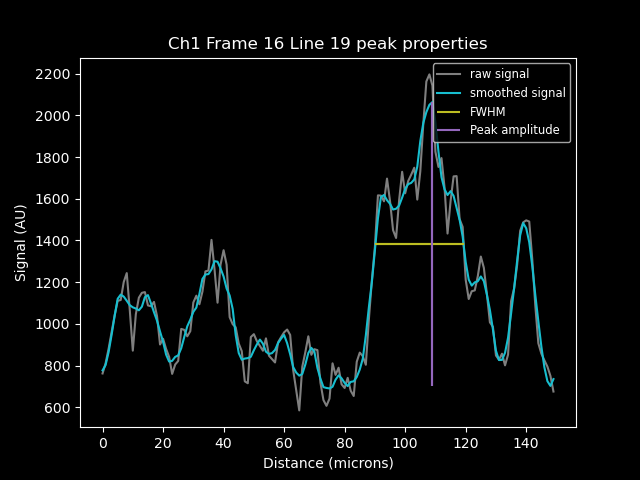 Ch1 Frame 16 Line 19 peak properties
raw signal
smoothed signal
FWHM
Peak amplitude
Signal (AU)
2200
2000
1800
1600
1400
1200
1000
800
600
0 20 40 60 80 100 120 140
Distance (microns)